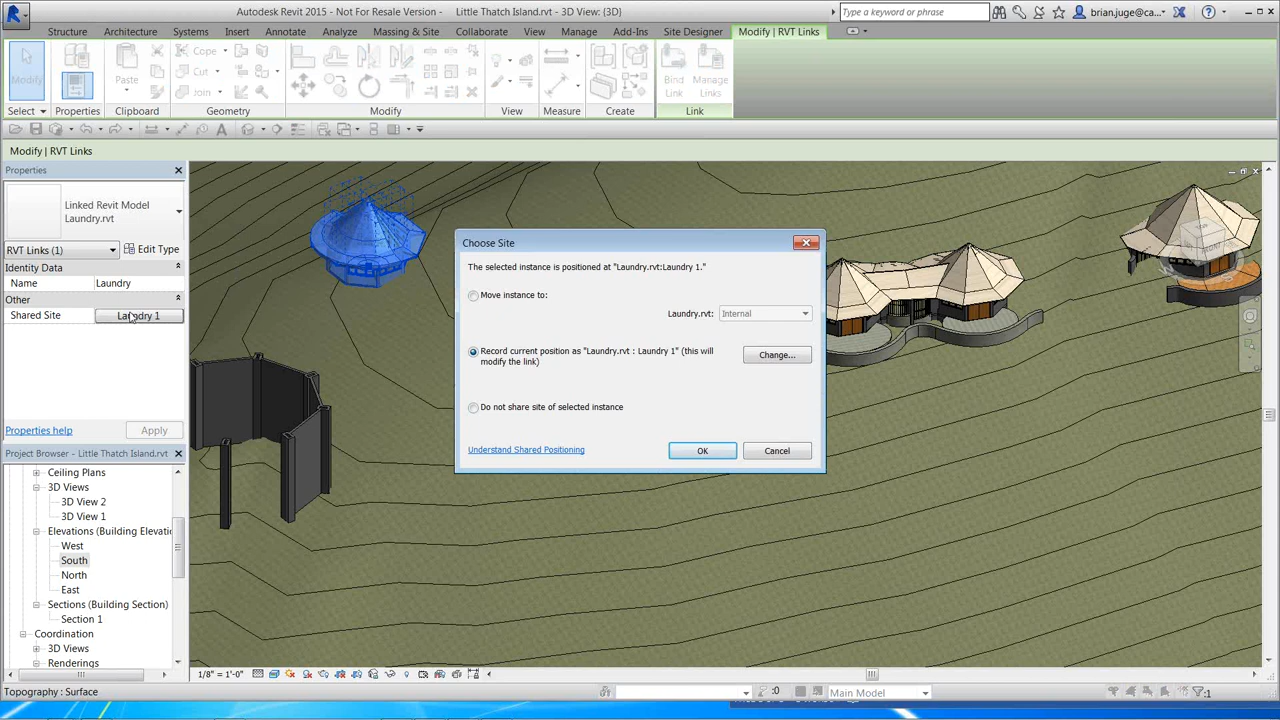 Autodesk Revit 2015 - Not For Resale Version -    Little Thatch Island.rvt - 3D View: {3D}
Type a keyword or phrase
brian.juge@ca...
Structure Architecture Systems Insert Annotate Analyze Massing & Site Collaborate View Manage Add-Ins Site Designer Modify | RVT Links
Modify
Paste
Cope
Cut
Join
Bind Link
Manage Links
Select Properties Clipboard Geometry Modify View Measure Create Link
Modify | RVT Links
Properties
Linked Revit Model
Laundry.rvt
RVT Links (1)
Edit Type
Identity Data
Name Laundry
Other
Shared Site Laundry 1
Properties help
Apply
Project Browser - Little Thatch Island.rvt
Ceiling Plans
3D Views
3D View 2
3D View 1
Elevations (Building Elevatio
West
South
North
East
Sections (Building Section)
Section 1
Coordination
3D Views
Renderings
Choose Site
The selected instance is positioned at "Laundry.rvt:Laundry 1."
Move instance to:
Laundry.rvt: Internal
Record current position as "Laundry.rvt : Laundry 1" (this will
modify the link)
Change...
Do not share site of selected instance
Understand Shared Positioning
OK
Cancel
FRONT
1/8" = 1'-0"
Topography : Surface
:0
Main Model
:1